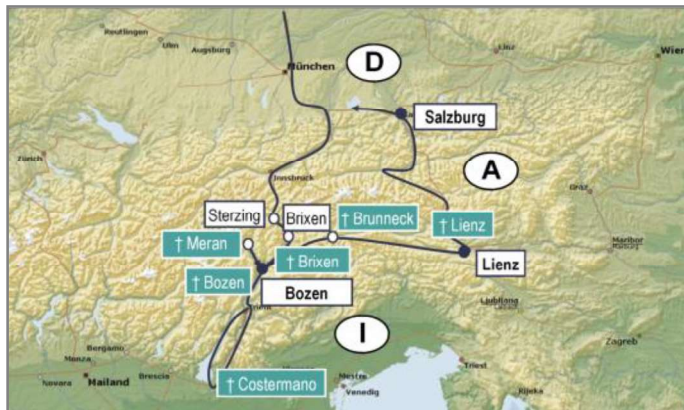 Reutlingen
Ulm
Augsburg
München
D
Linz
Wien
Salzburg
Zürich
Innsbruck
A
Graz
Sterzing
Brixen
† Brunneck
† Lienz
† Meran
† Brixen
Maribor
† Bozen
Bozen
Lienz
Trient
Ljubljana
I
Zagreb
Bergamo
Monza
Novara
Mailand
Brescia
† Costermano
Mestre
Venedig
Triest
Rijeka